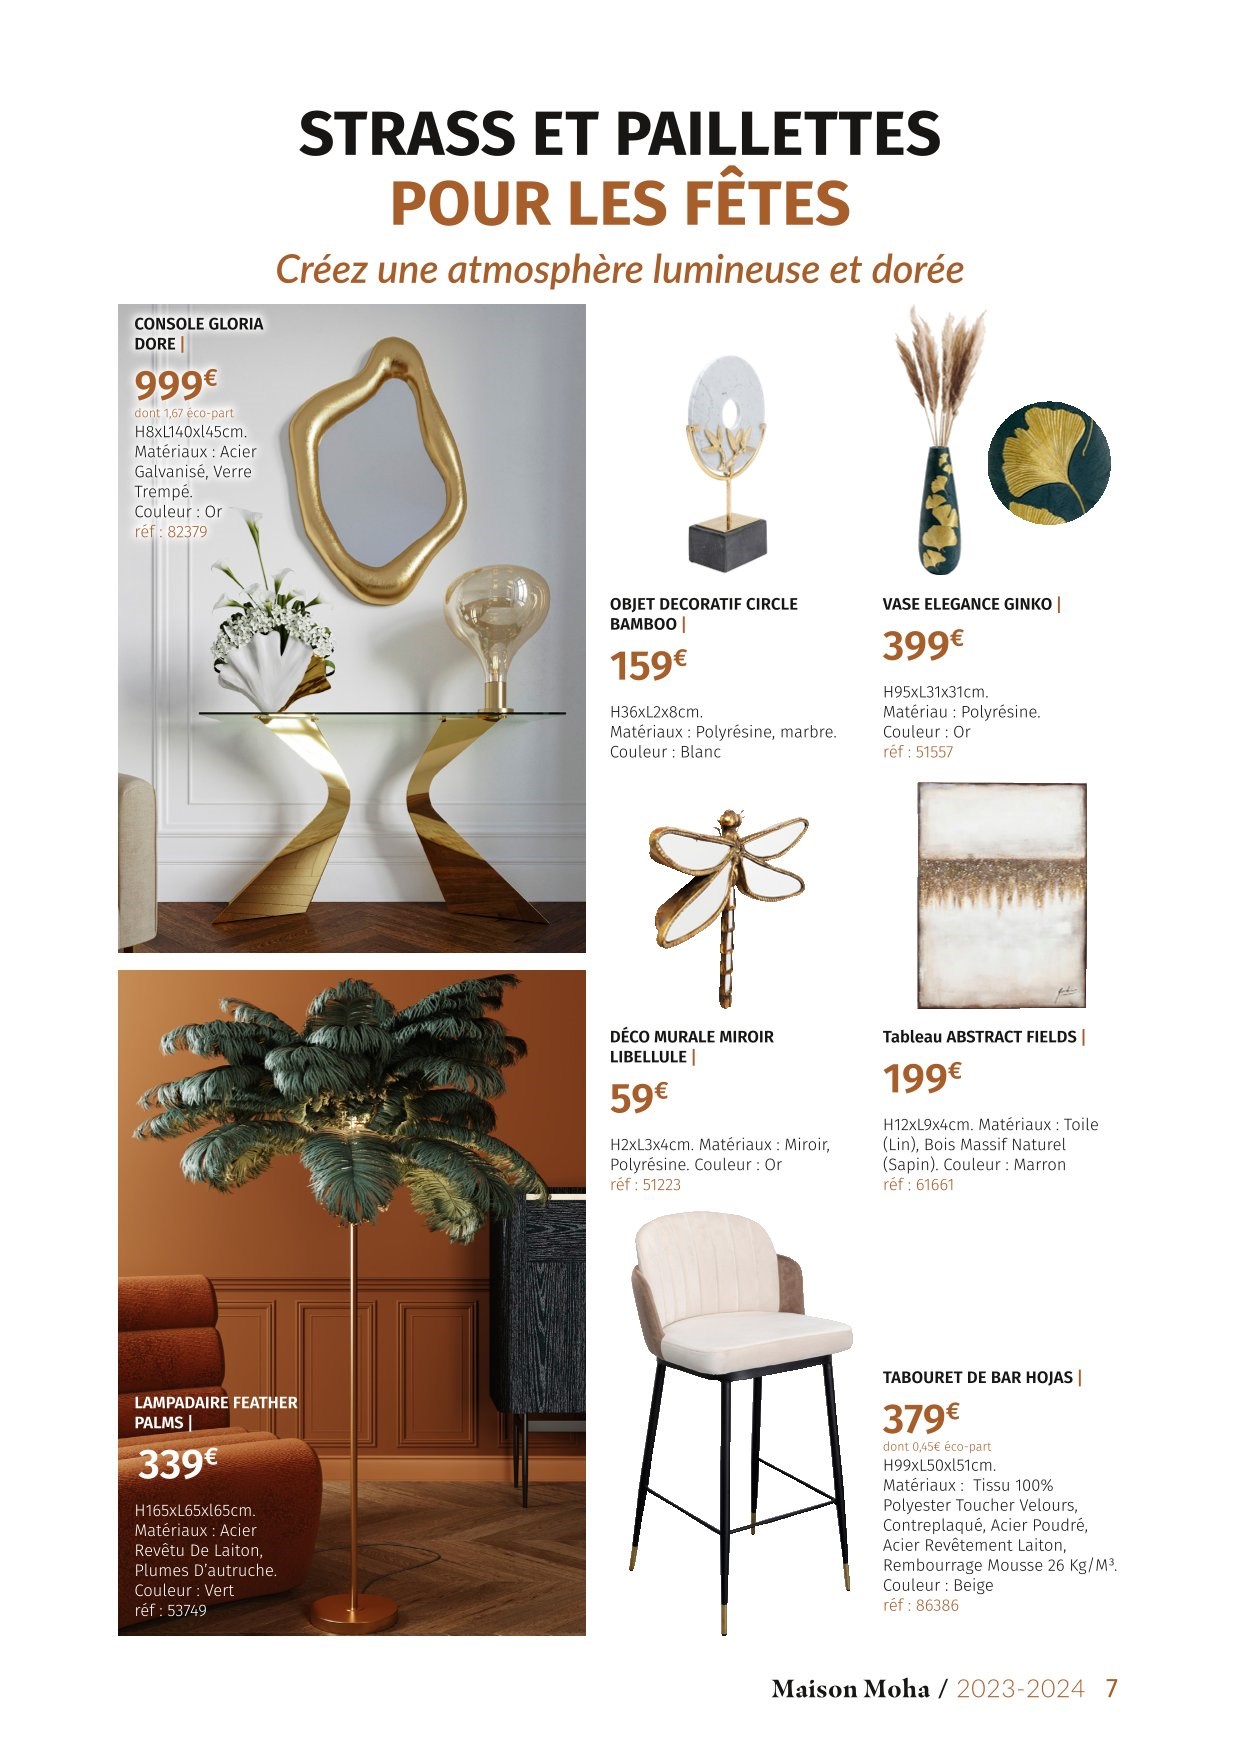 STRASS ET PAILLETTES
POUR LES FÊTES
Créez une atmosphère lumineuse et dorée
CONSOLE GLORIA
DORE |
999€
dont 1,67 éco-part
H8xL140xl45cm.
Matériaux : Acier
Galvanisé, Verre
Trempé.
Couleur : Or
réf : 82379
OBJET DECORATIF CIRCLE
BAMBOO |
159€
H36xL2x8cm.
Matériaux : Polyrésine, marbre.
Couleur : Blanc
VASE ELEGANCE GINKO |
399€
H95xL31x31cm.
Matériau : Polyrésine.
Couleur : Or
réf : 51557
DÉCO MURALE MIROIR
LIBELLULE |
59€
H2xL3x4cm. Matériaux : Miroir,
Polyrésine. Couleur : Or
réf : 51223
Tableau ABSTRACT FIELDS |
199€
H12xL9x4cm. Matériaux : Toile
(Lin), Bois Massif Naturel
(Sapin). Couleur : Marron
réf : 61661
LAMPADAIRE FEATHER
PALMS |
339€
H165xL65xl65cm.
Matériaux : Acier
Revêtu De Laiton,
Plumes D’autruche.
Couleur : Vert
réf : 53749
TABOURET DE BAR HOJAS |
379€
dont 0,45€ éco-part
H99xL50xl51cm.
Matériaux :  Tissu 100%
Polyester Toucher Velours,
Contreplaqué, Acier Poudré,
Acier Revêtement Laiton,
Rembourrage Mousse 26 Kg/M³.
Couleur : Beige
réf : 86386
Maison Moha / 2023-2024 7